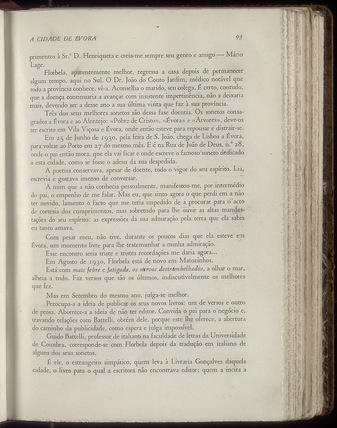 A CIDADE DE ÉVORA 93
primentos à Sr.ª D. Henriqueta e creia-me sempre seu genro e amigo — Mário
Lage.
Florbela, aparentemente melhor, regressa a casa depois de permanecer
algum tempo, aqui no Sul. O Dr. João do Couto Jardim, médico notável que
toda a província conhece, vê-a. Aconselha o marido, seu colega. É certo, contudo,
que a doença continuaria a avançar com insistente impertinência, não a deixaria
mais, devendo ser a desse ano a sua última visita que faz à sua província.
Três dos seus melhores sonetos são dessa fase doentia. Os sonetos consa-
grados a Évora e ao Alentejo: «Pobre de Cristo», «Évora» e «Árvores», deve-os
ter escrito em Vila Viçosa e Évora, onde então esteve para repousar e distrair-se.
Em 25 de Junho de 1930, pela feira de S. João, chega de Lisboa a Évora,
para voltar ao Porto em 27 do mesmo mês. E é na Rua de João de Deus, n.º 28,
onde o pai então mora, que ela vai ficar e onde escreve o famoso soneto dedicado
a esta cidade, como se fosse o adeus da sua despedida.
A poetisa conservava, apesar de doente, todo o vigor do seu espírito. Lia,
escrevia e gostava imenso de conversar.
A mim que a não conhecia pessoalmente, manifestou-me, por intermédio
do pai, o empenho de me falar. Mas eu, que sinto agora o que perdi em a não
ter ouvido, lamento o facto que me teria impedido de a procurar para o acto
de cortesia dos cumprimentos, mas sobretudo para lhe ouvir as altas manifes-
tações do seu espírito: as expressões da sua admiração pela terra que ela sabia
eu tanto amava.
Com pesar meu, não tive, durante os poucos dias que ela esteve em
Évora, um momento livre para lhe testemunhar a minha admiração.
Esse encontro seria triste e tristes recordações me daria agora...
Em Agosto de 1930, Florbela está de novo em Matosinhos.
Está com mais febre e fatigada, os nervos destrambelhados, a olhar o mar,
alheia a tudo. Faz versos que são os últimos, indiscutivelmente os melhores
que fez.
Mas em Setembro do mesmo ano, julga-se melhor.
Preocupa-a a ideia de publicar os seus novos livros: um de versos e outro
de prosa. Aborrece-a a ideia de não ter editor. Convida o pai para o negócio e,
travando relações com Battelli, obtém dele, porque este lhe oferece, a abertura
do caminho da publicidade, como espera e julga impossível.
Guido Battelli, professor de italiano na faculdade de letras da Universidade
de Coimbra, corresponde-se com Florbela depois da tradução em italiano de
alguns dos seus sonetos.
É ele, o estrangeiro simpático, quem leva à Livraria Gonçalves daquela
cidade, o livro para o qual a escritora não encontrava editor; quem a incita a